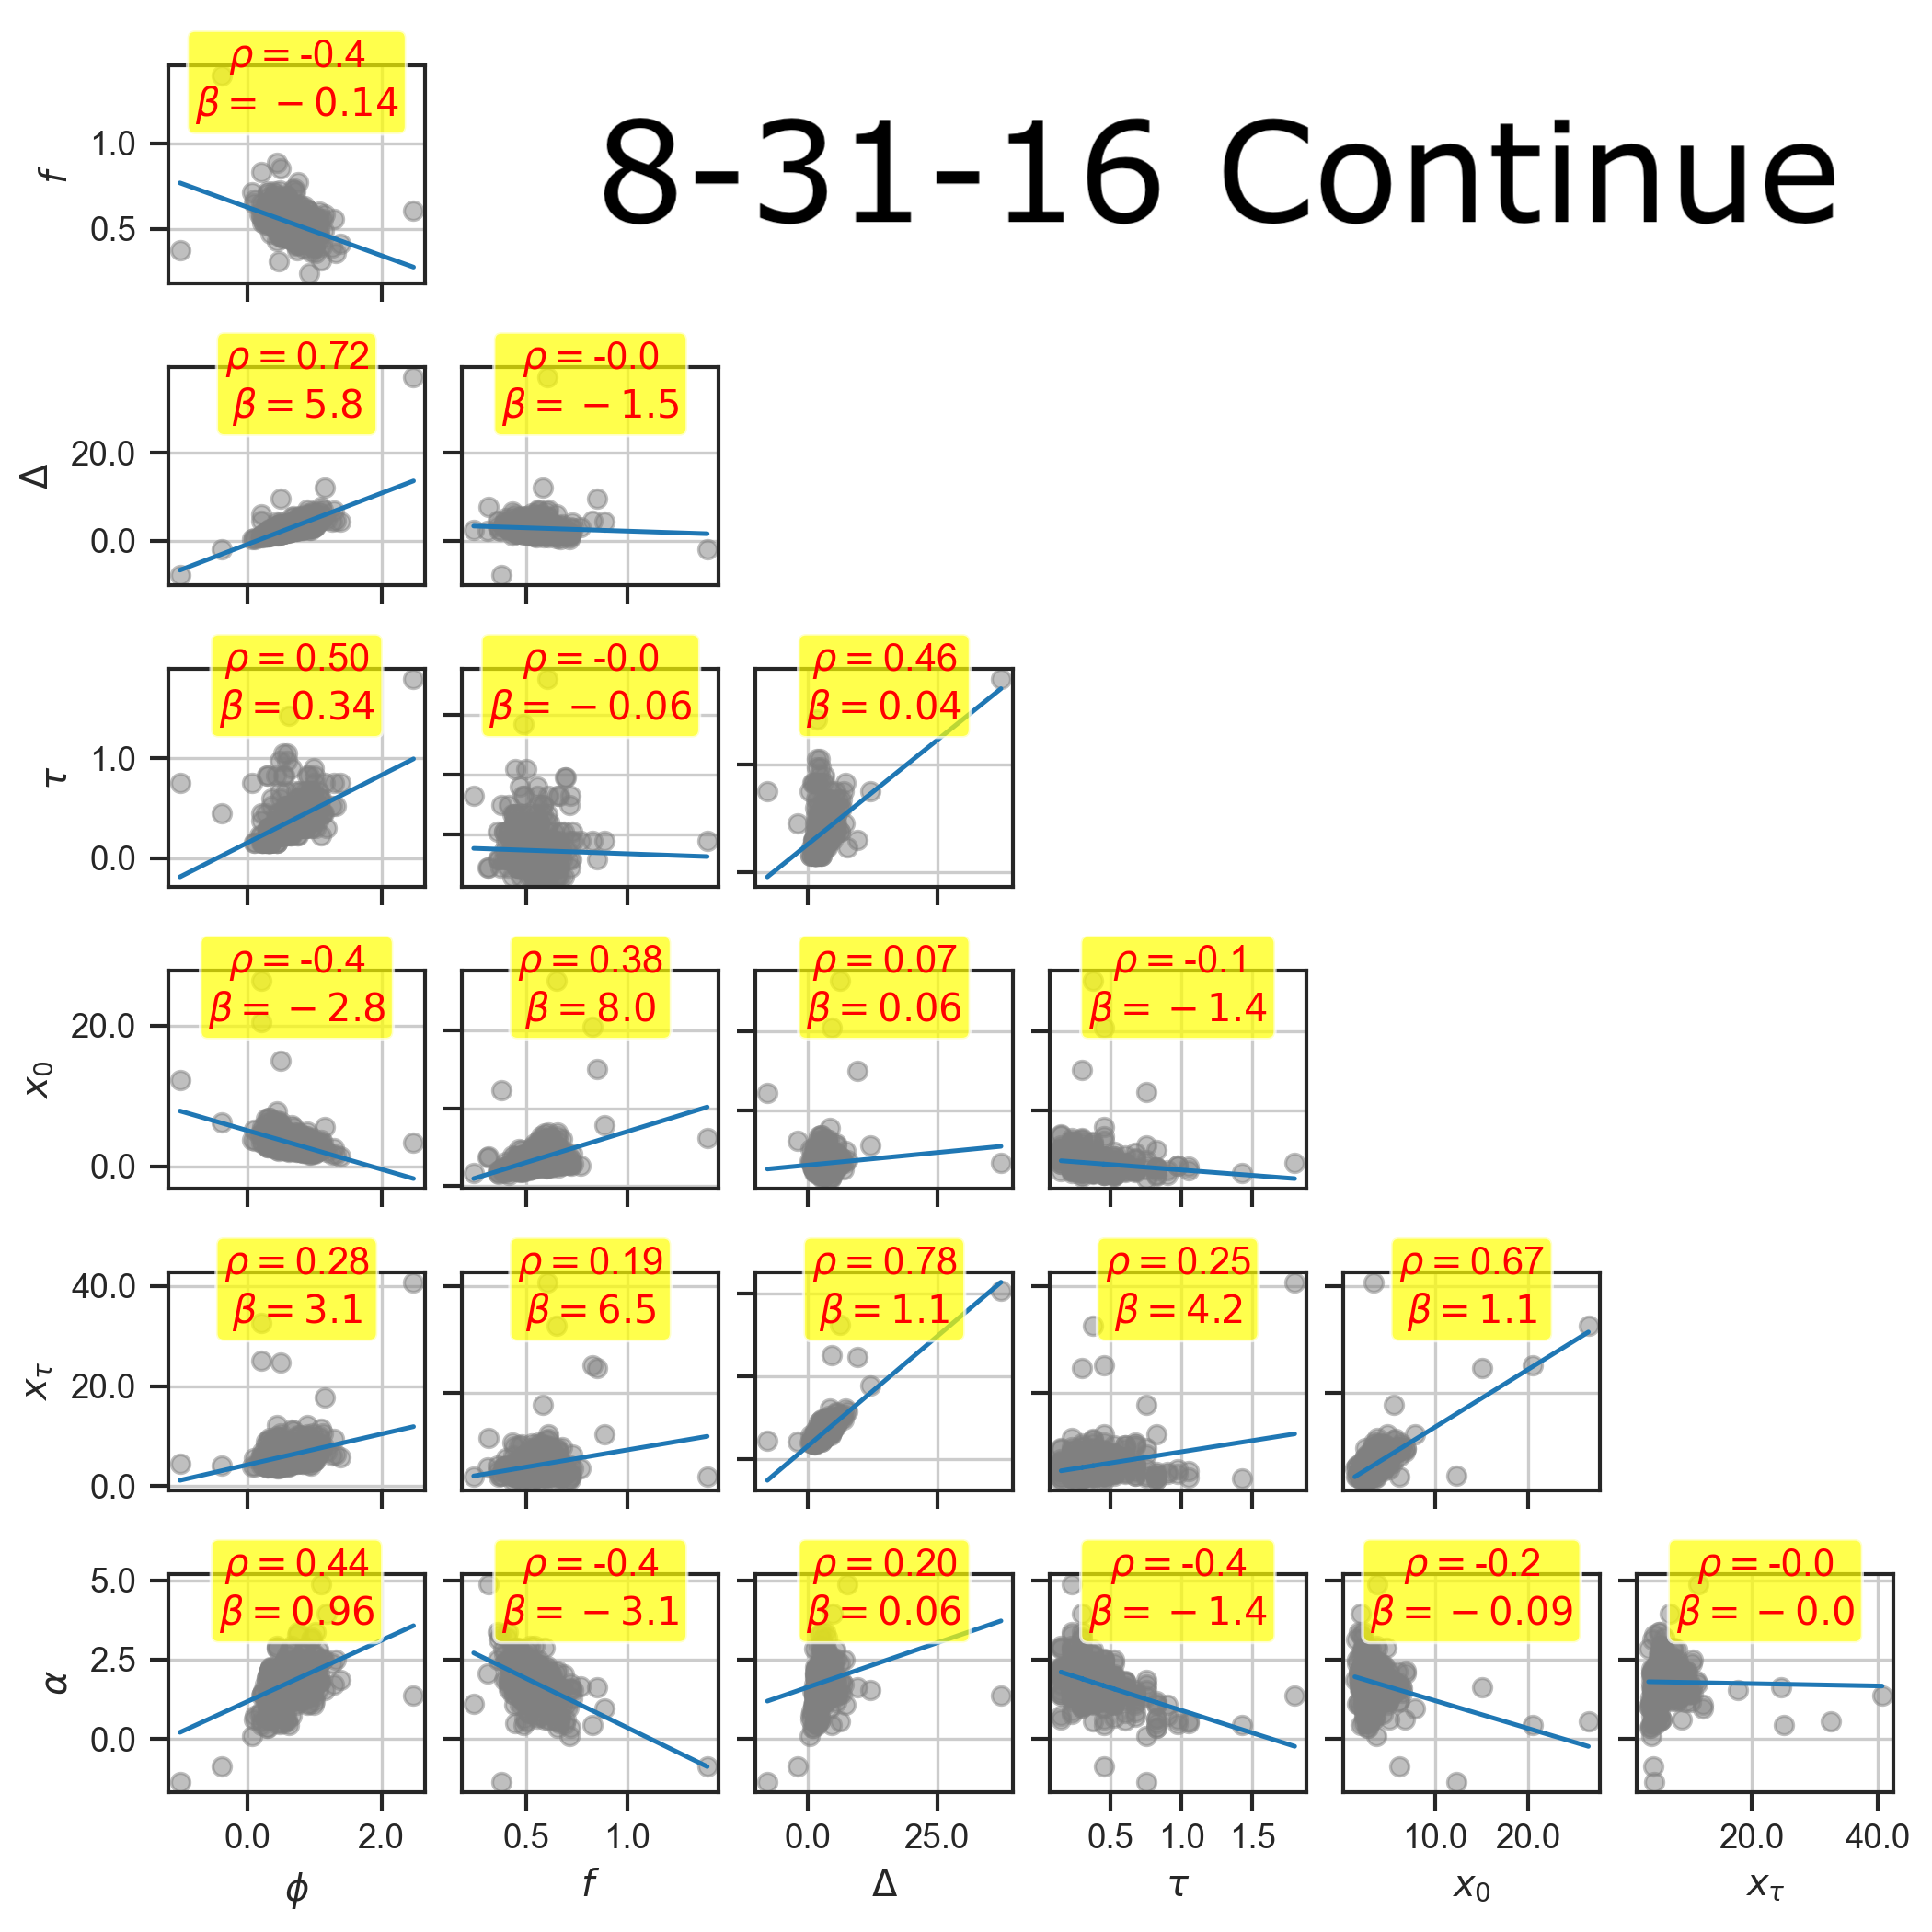 8-31-16 Continue
ρ = -0.4
β = − 0.14
1.0
0.5
f
ρ = 0.72
β = 5.8
ρ = -0.0
β = − 1.5
20.0
0.0
Δ
ρ = 0.50
β = 0.34
ρ = -0.0
β = − 0.06
ρ = 0.46
β = 0.04
1.0
0.0
τ
ρ = -0.4
β = − 2.8
ρ = 0.38
β = 8.0
ρ = 0.07
β = 0.06
ρ = -0.1
β = − 1.4
20.0
0.0
x₀
ρ = 0.28
β = 3.1
ρ = 0.19
β = 6.5
ρ = 0.78
β = 1.1
ρ = 0.25
β = 4.2
ρ = 0.67
β = 1.1
40.0
20.0
0.0
x_τ
ρ = 0.44
β = 0.96
ρ = -0.4
β = − 3.1
ρ = 0.20
β = 0.06
ρ = -0.4
β = − 1.4
ρ = -0.2
β = − 0.09
ρ = -0.0
β = − 0.0
5.0
2.5
0.0
α
0.0 2.0 0.5 1.0 0.0 25.0 0.5 1.0 1.5 10.0 20.0 20.0 40.0
ϕ f Δ τ x₀ x_τ